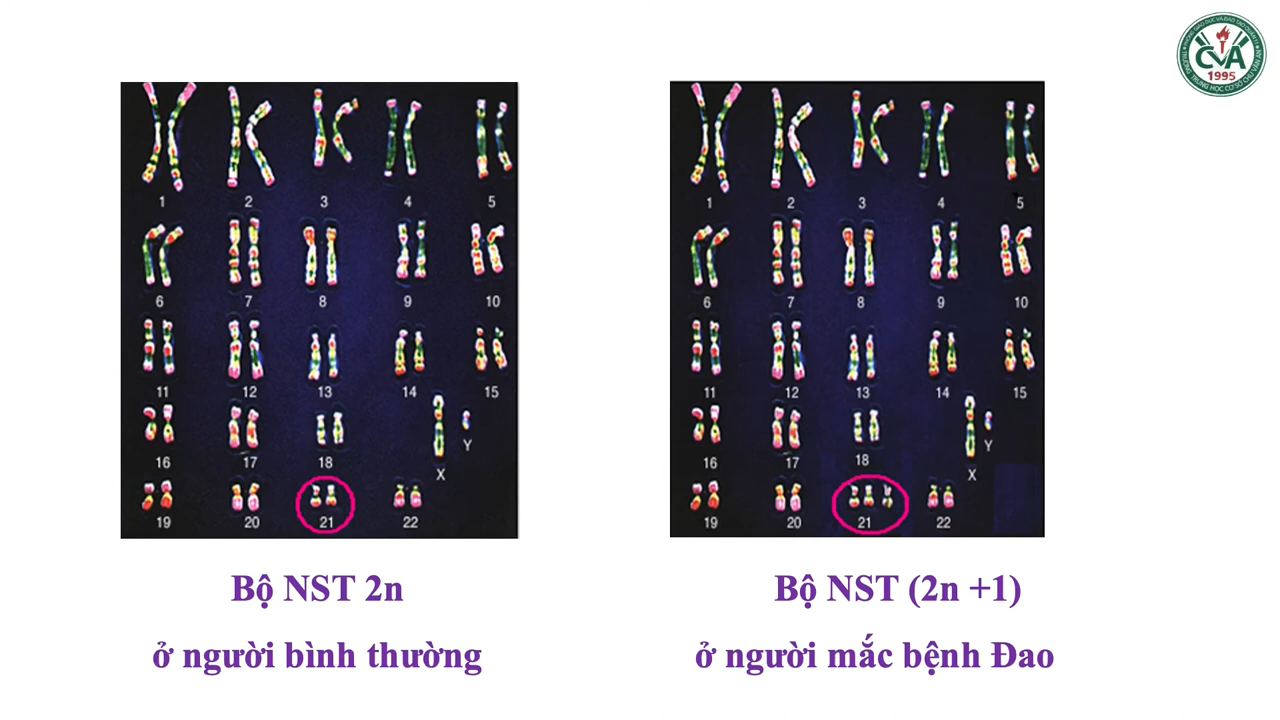 CVA
1995
1 2 3 4 5
6 7 8 9 10
11 12 13 14 15
16 17 18 X Y
19 20 21 22
1 2 3 4 5
6 7 8 9 10
11 12 13 14 15
16 17 18 X Y
19 20 21 22
Bộ NST 2n
ở người bình thường
Bộ NST (2n +1)
ở người mắc bệnh Đao